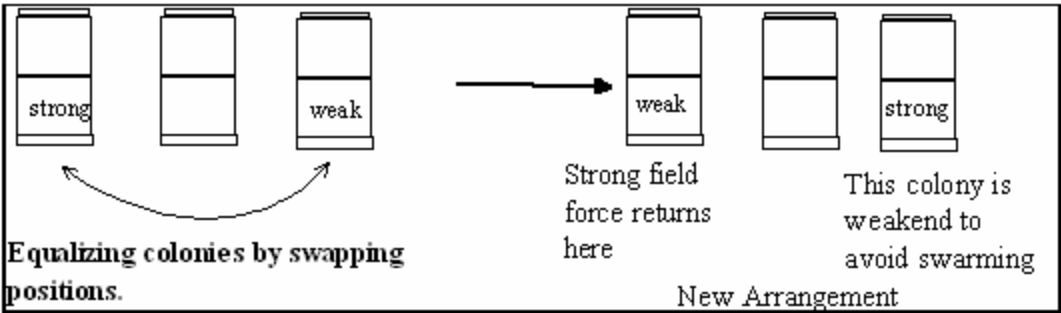 strong
weak
Equalizing colonies by swapping
positions.
weak
strong
Strong field
force returns
here
This colony is
weakend to
avoid swarming
New Arrangement